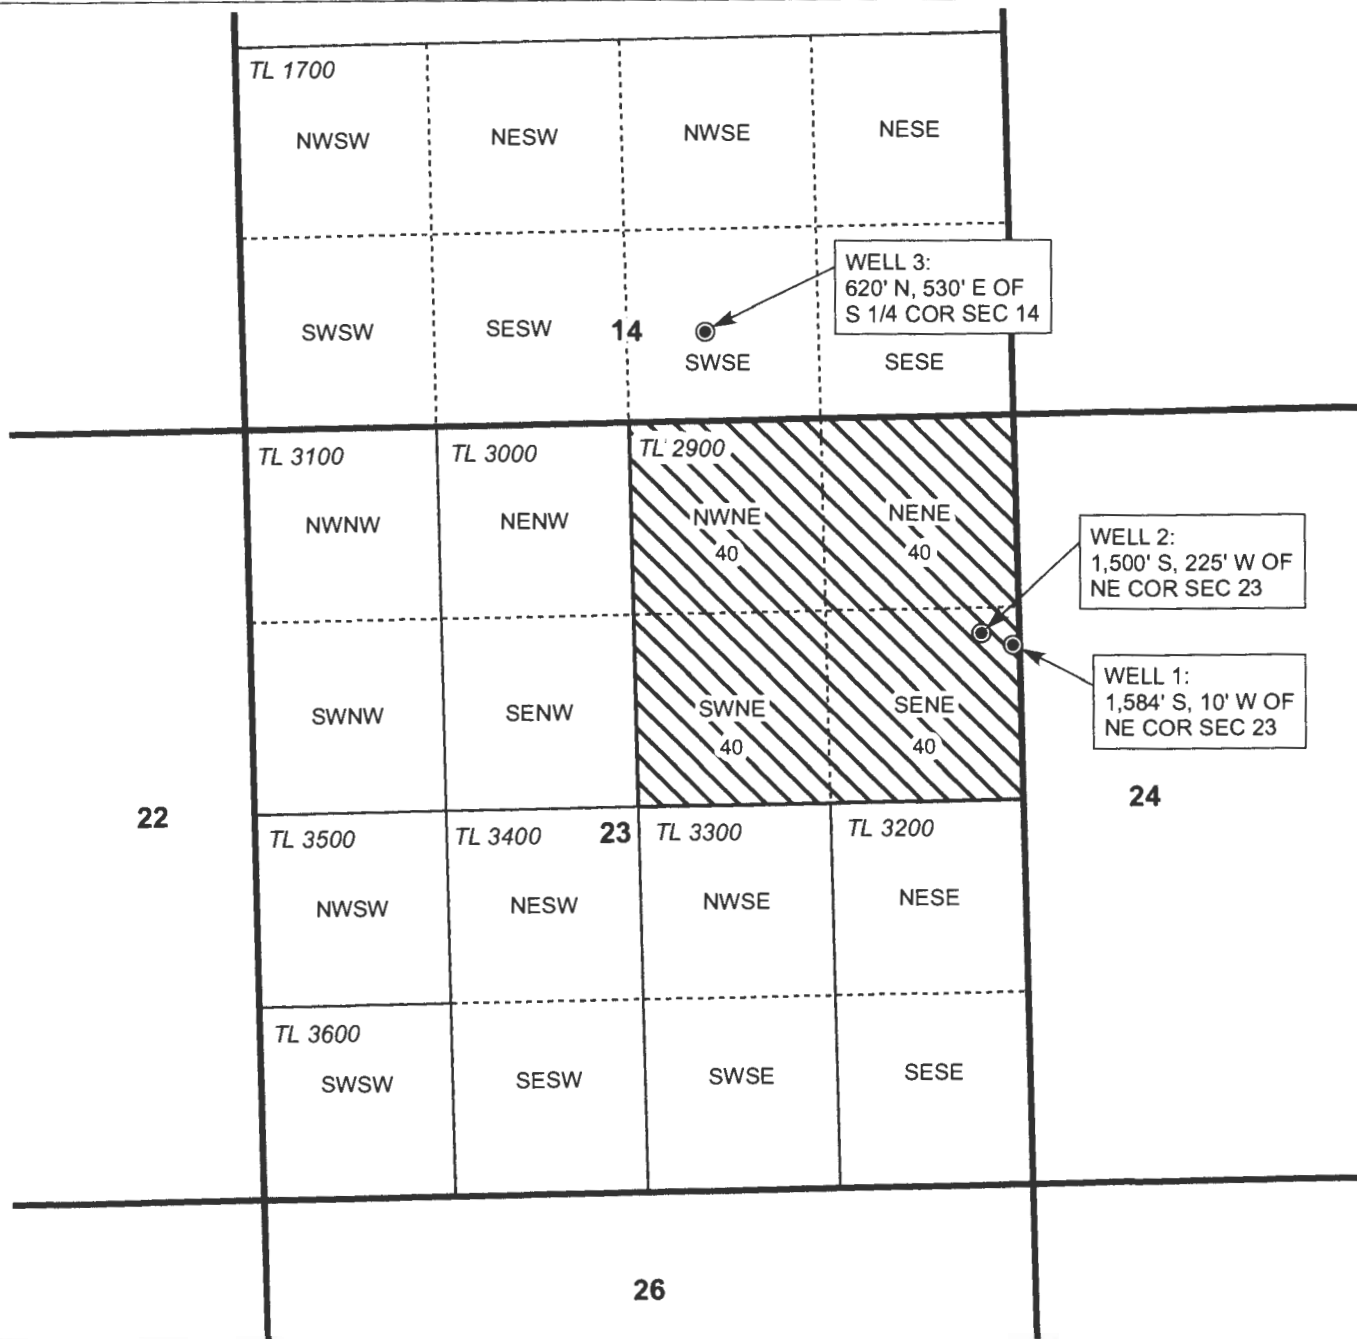 TL 1700
NWSW
NESW
NWSE
NESE
WELL 3:
620' N, 530' E OF
S 1/4 COR SEC 14
SWSW
SESW
14
SWSE
SESE
TL 3100
TL 3000
TL 2900
NWNW
NENW
NWNE
40
NENE
40
WELL 2:
1,500' S, 225' W OF
NE COR SEC 23
WELL 1:
1,584' S, 10' W OF
NE COR SEC 23
SWNW
SENW
SWNE
40
SENE
40
22
24
TL 3500
TL 3400
23
TL 3300
TL 3200
NWSW
NESW
NWSE
NESE
TL 3600
SWSW
SESW
SWSE
SESE
26